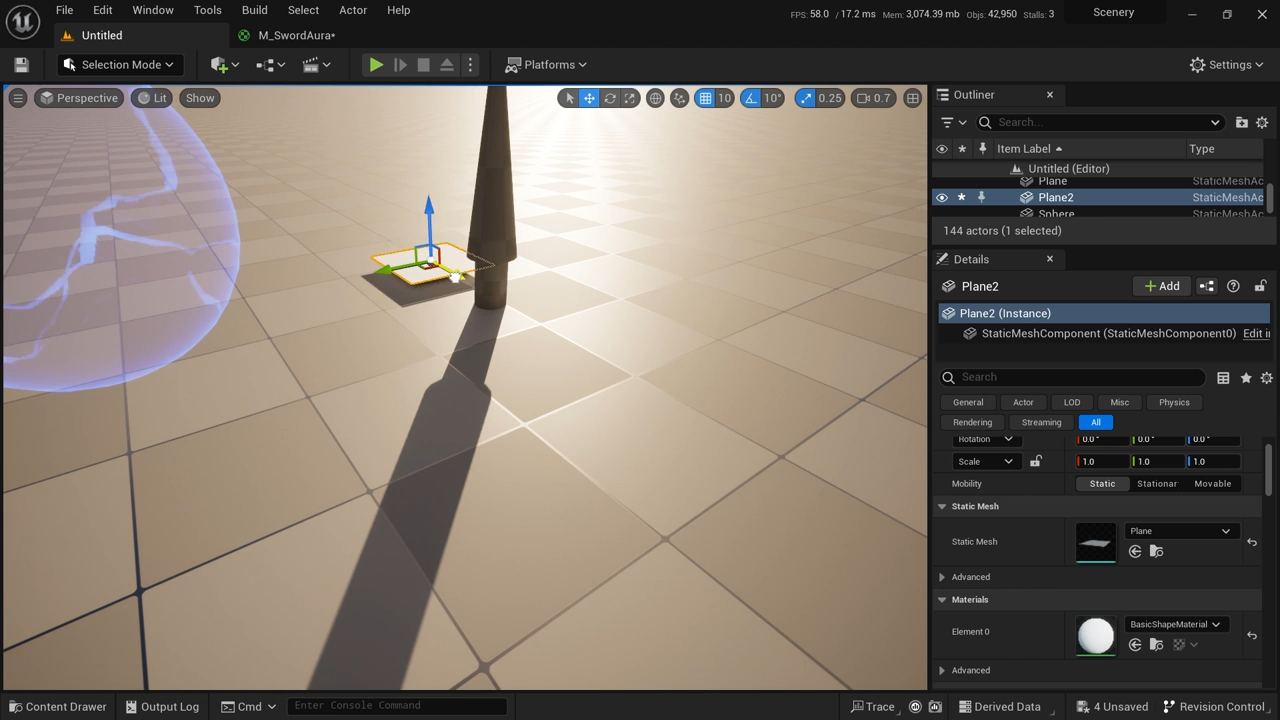 File Edit Window Tools Build Select Actor Help
FPS: 58.0 / 17.2 ms Mem: 3,074.39 mb Objs: 42,950 Stalls: 3
Scenery
Untitled
M_SwordAura*
Selection Mode
Platforms
Settings
Perspective
Lit
Show
10
10°
0.25
0.7
Outliner
Search...
Item Label
Type
Untitled (Editor)
Plane StaticMeshAc
Plane2 StaticMeshAc
Sphere StaticMeshAc
144 actors (1 selected)
Details
Plane2
Add
Plane2 (Instance)
StaticMeshComponent (StaticMeshComponent0) Edit in
Search
General Actor LOD Misc Physics
Rendering Streaming All
Rotation 0.0° 0.0° 0.0°
Scale 1.0 1.0 1.0
Mobility Static Stationar Movable
Static Mesh
Static Mesh Plane
Advanced
Materials
Element 0 BasicShapeMaterial
Advanced
Content Drawer
Output Log
Cmd
Enter Console Command
Trace
Derived Data
4 Unsaved
Revision Control